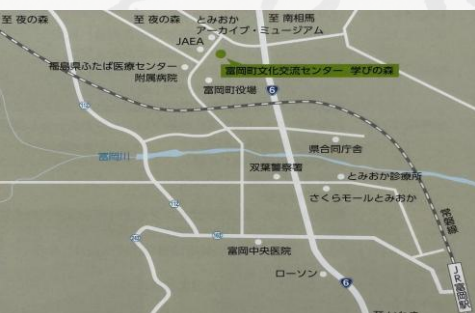 至 夜の森
至 夜の森
とみおか
アーカイブ・ミュージアム
至 南相馬
JAEA
福島県ふたば医療センター
附属病院
富岡町文化交流センター 学びの森
富岡町役場
6
県合同庁舎
富岡川
双葉警察署
とみおか診療所
さくらモールとみおか
常磐線
富岡中央医院
ローソン
6
JR富岡駅